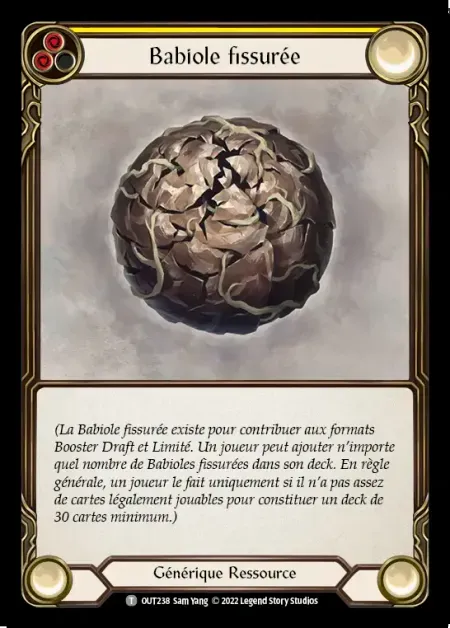 Babiole fissurée
(La Babiole fissurée existe pour contribuer aux formats
Booster Draft et Limité. Un joueur peut ajouter n'importe
quel nombre de Babioles fissurées dans son deck. En règle
générale, un joueur le fait uniquement si il n'a pas assez
de cartes légalement jouables pour constituer un deck de
30 cartes minimum.)
Générique Ressource
T OUT238 Sam Yang © 2022 Legend Story Studios